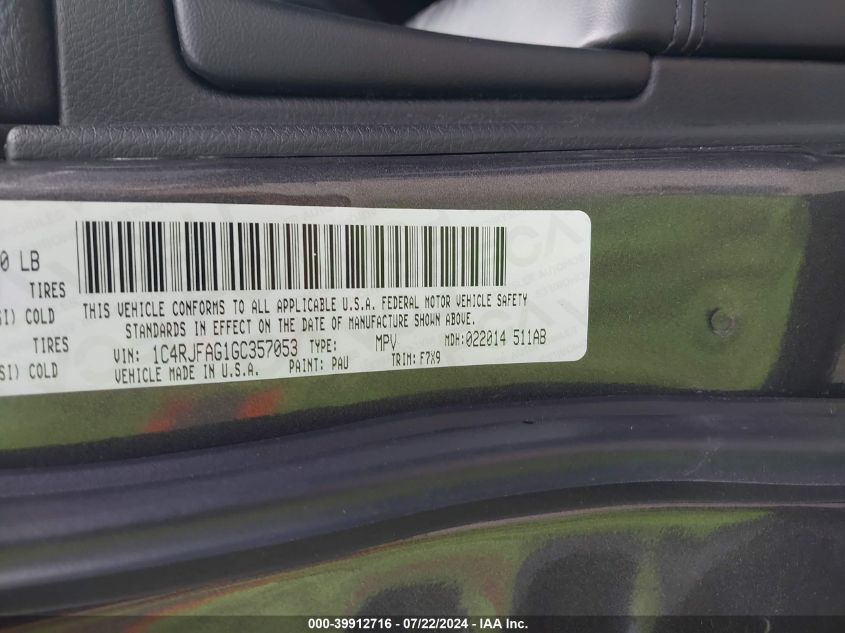 0 LB
TIRES
SI) COLD
TIRES
SI) COLD
THIS VEHICLE CONFORMS TO ALL APPLICABLE U.S.A. FEDERAL MOTOR VEHICLE SAFETY
STANDARDS IN EFFECT ON THE DATE OF MANUFACTURE SHOWN ABOVE.
VIN: 1C4RJFAG1GC357053 TYPE: MPV MDH:022014 511AB
VEHICLE MADE IN U.S.A. PAINT: PAU TRIM: F7X9
000-39912716 - 07/22/2024 - IAA Inc.